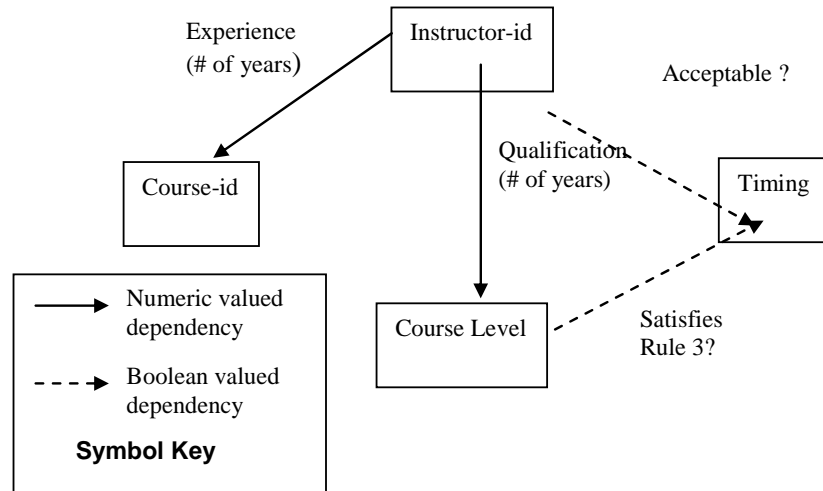 Experience
(# of years)
Instructor-id
Acceptable ?
Course-id
Qualification
(# of years)
Timing
Numeric valued
dependency
Boolean valued
dependency
Symbol Key
Course Level
Satisfies
Rule 3?